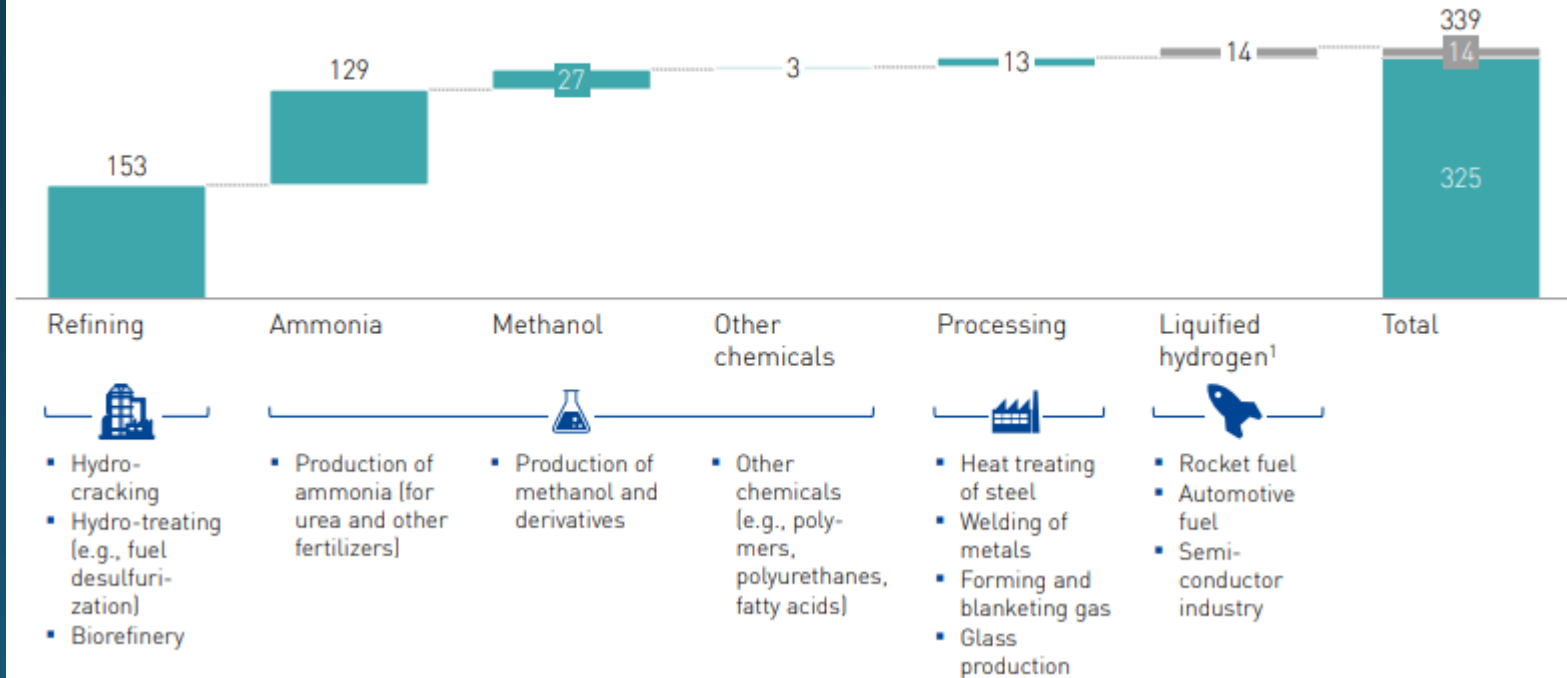 153
129
27
3
13
14
339
14
325
Refining
Ammonia
Methanol
Other
chemicals
Processing
Liquified
hydrogen¹
Total
▪ Hydro-
cracking
▪ Hydro-treating
(e.g., fuel
desulfuri-
zation)
▪ Biorefinery
▪ Production of
ammonia (for
urea and other
fertilizers)
▪ Production of
methanol and
derivatives
▪ Other
chemicals
(e.g., poly-
mers,
polyurethanes,
fatty acids)
▪ Heat treating
of steel
▪ Welding of
metals
▪ Forming and
blanketing gas
▪ Glass
production
▪ Rocket fuel
▪ Automotive
fuel
▪ Semi-
conductor
industry